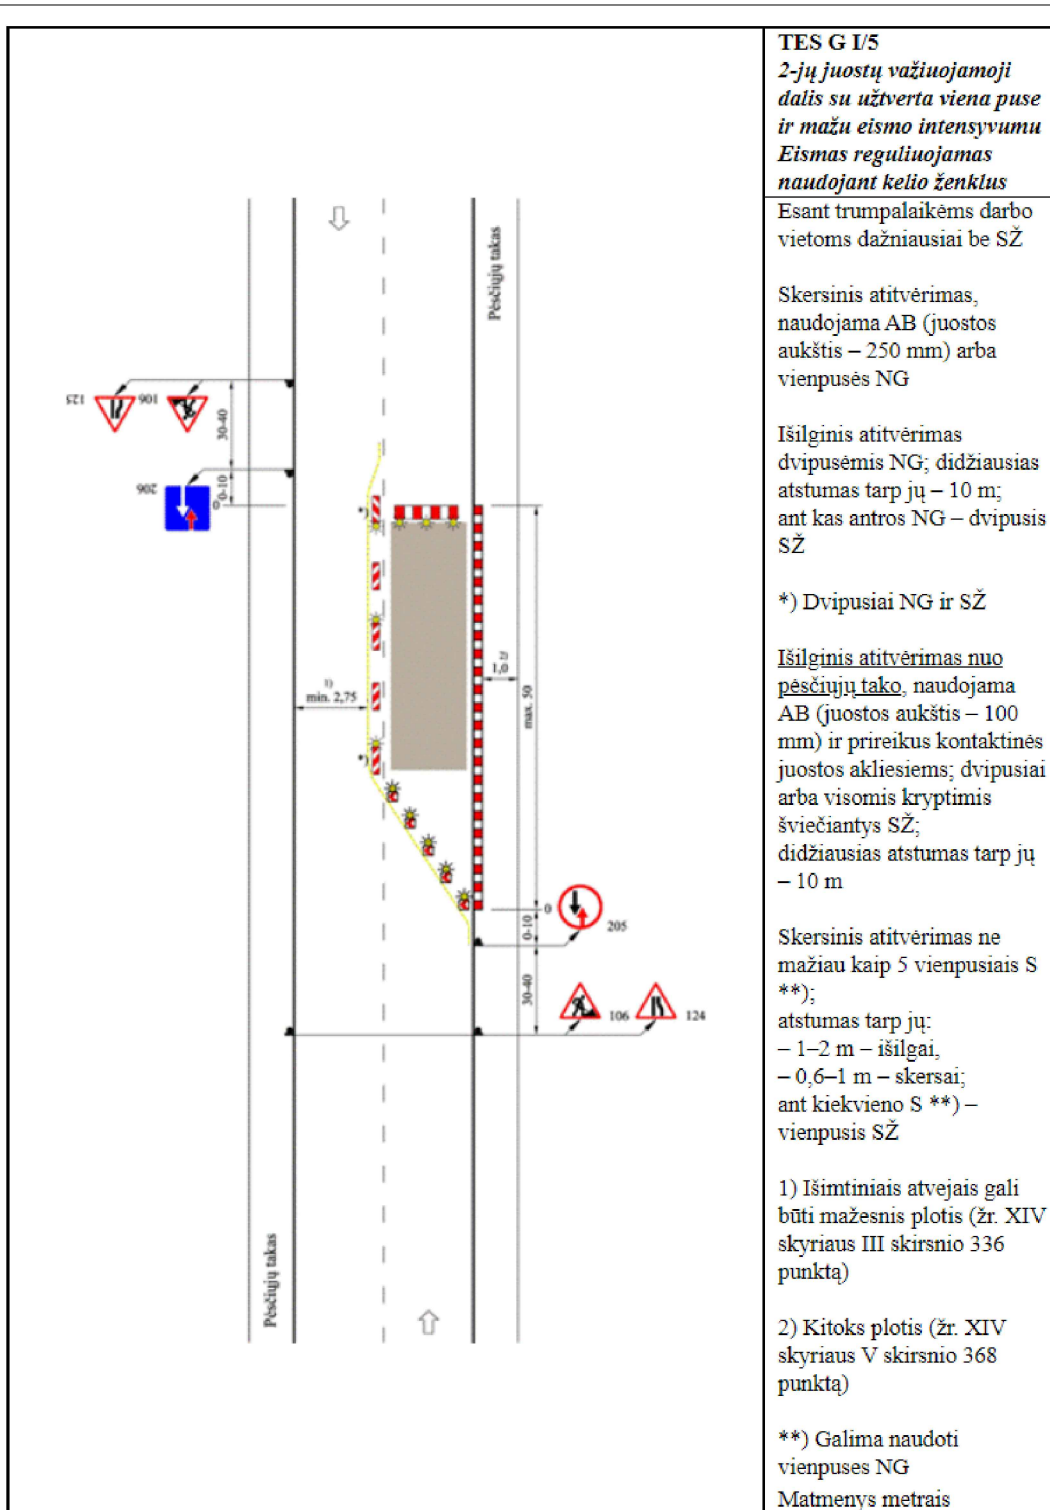 TES G I/5
2-jų juostų važiuojamoji
dalis su užtverta viena puse
ir mažu eismo intensyvumu
Eismas reguliuojamas
naudojant kelio ženklus
Esant trumpalaikėms darbo
vietoms dažniausiai be SŽ
Skersinis atitvėrimas,
naudojama AB (juostos
aukštis – 250 mm) arba
vienpusės NG
Išilginis atitvėrimas
dvipusėmis NG; didžiausias
atstumas tarp jų – 10 m;
ant kas antros NG – dvipusis
SŽ
*) Dvipusiai NG ir SŽ
Išilginis atitvėrimas nuo
pėsčiųjų tako, naudojama
AB (juostos aukštis – 100
mm) ir prireikus kontaktinės
juostos akliesiems; dvipusiai
arba visomis kryptimis
šviečiantys SŽ;
didžiausias atstumas tarp jų
– 10 m
Skersinis atitvėrimas ne
mažiau kaip 5 vienpusiais S
**);
atstumas tarp jų:
– 1–2 m – išilgai,
– 0,6–1 m – skersai;
ant kiekvieno S **) –
vienpusis SŽ
1) Išimtiniais atvejais gali
būti mažesnis plotis (žr. XIV
skyriaus III skirsnio 336
punktą)
2) Kitoks plotis (žr. XIV
skyriaus V skirsnio 368
punktą)
**) Galima naudoti
vienpuses NG
Matmenys metrais
Pėsčiųjų takas
125
106
30-40
206
0-10
0
*)
1)
min. 2,75
2)
1,0
max. 50
*)
0
0-10
205
30-40
106
124
Pėsčiųjų takas